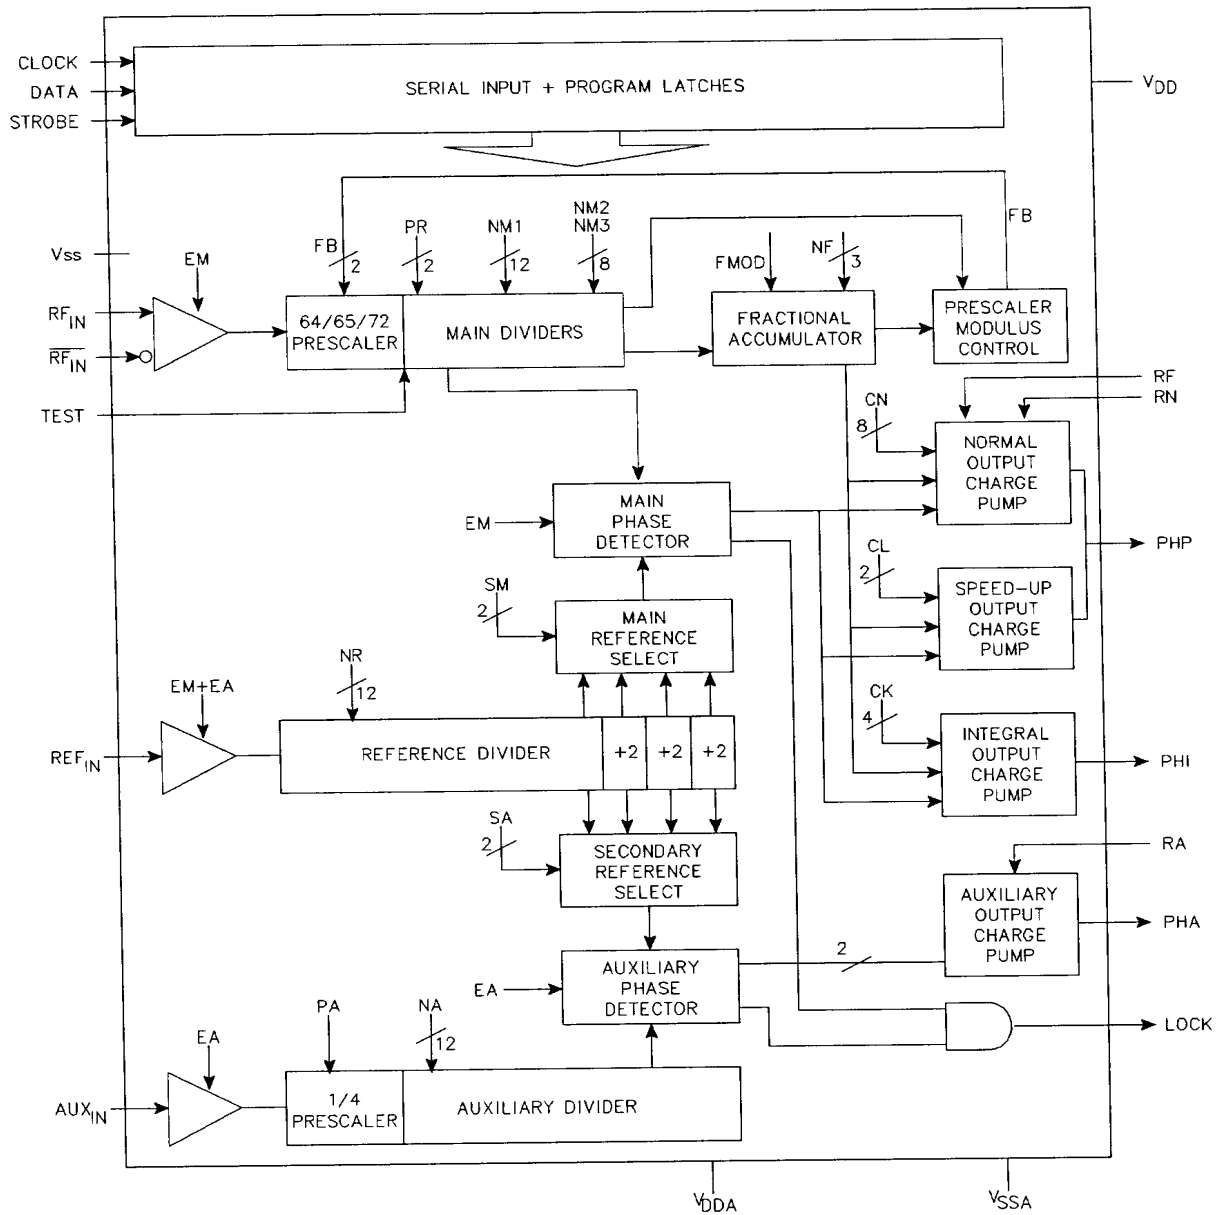 CLOCK
DATA
STROBE
SERIAL INPUT + PROGRAM LATCHES
VDD
Vss
EM
FB
2
PR
2
NM1
12
NM2
NM3
8
FMOD
NF
3
FB
RFIN
RFIN
64/65/72
PRESCALER
MAIN DIVIDERS
FRACTIONAL
ACCUMULATOR
PRESCALER
MODULUS
CONTROL
TEST
RF
RN
CN
8
NORMAL
OUTPUT
CHARGE
PUMP
EM
MAIN
PHASE
DETECTOR
PHP
CL
2
SPEED-UP
OUTPUT
CHARGE
PUMP
SM
2
MAIN
REFERENCE
SELECT
NR
12
EM+EA
CK
4
INTEGRAL
OUTPUT
CHARGE
PUMP
PHI
REFIN
REFERENCE DIVIDER
+2
+2
+2
SA
2
SECONDARY
REFERENCE
SELECT
RA
AUXILIARY
OUTPUT
CHARGE
PUMP
PHA
EA
AUXILIARY
PHASE
DETECTOR
2
LOCK
EA
PA
NA
12
AUXIN
1/4
PRESCALER
AUXILIARY DIVIDER
VDDA
VSSA